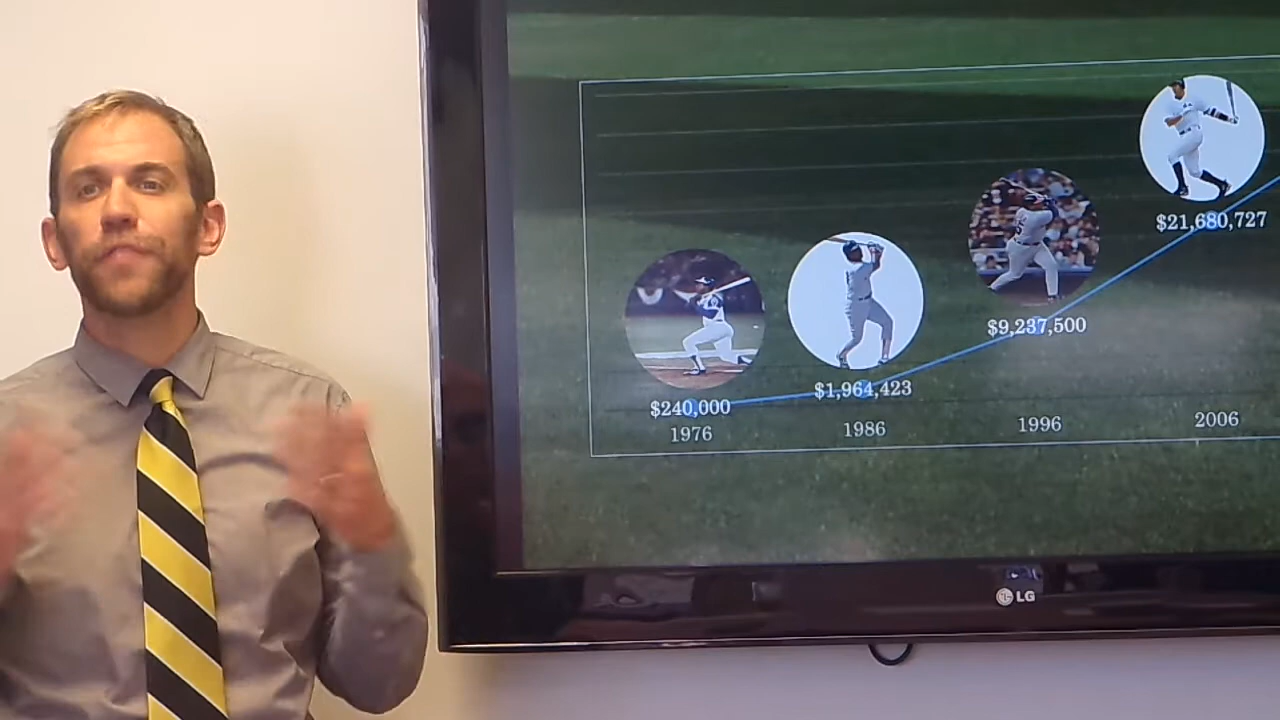 $21,680,727
$9,237,500
$1,964,423
$240,000
1976 1986 1996 2006
LG